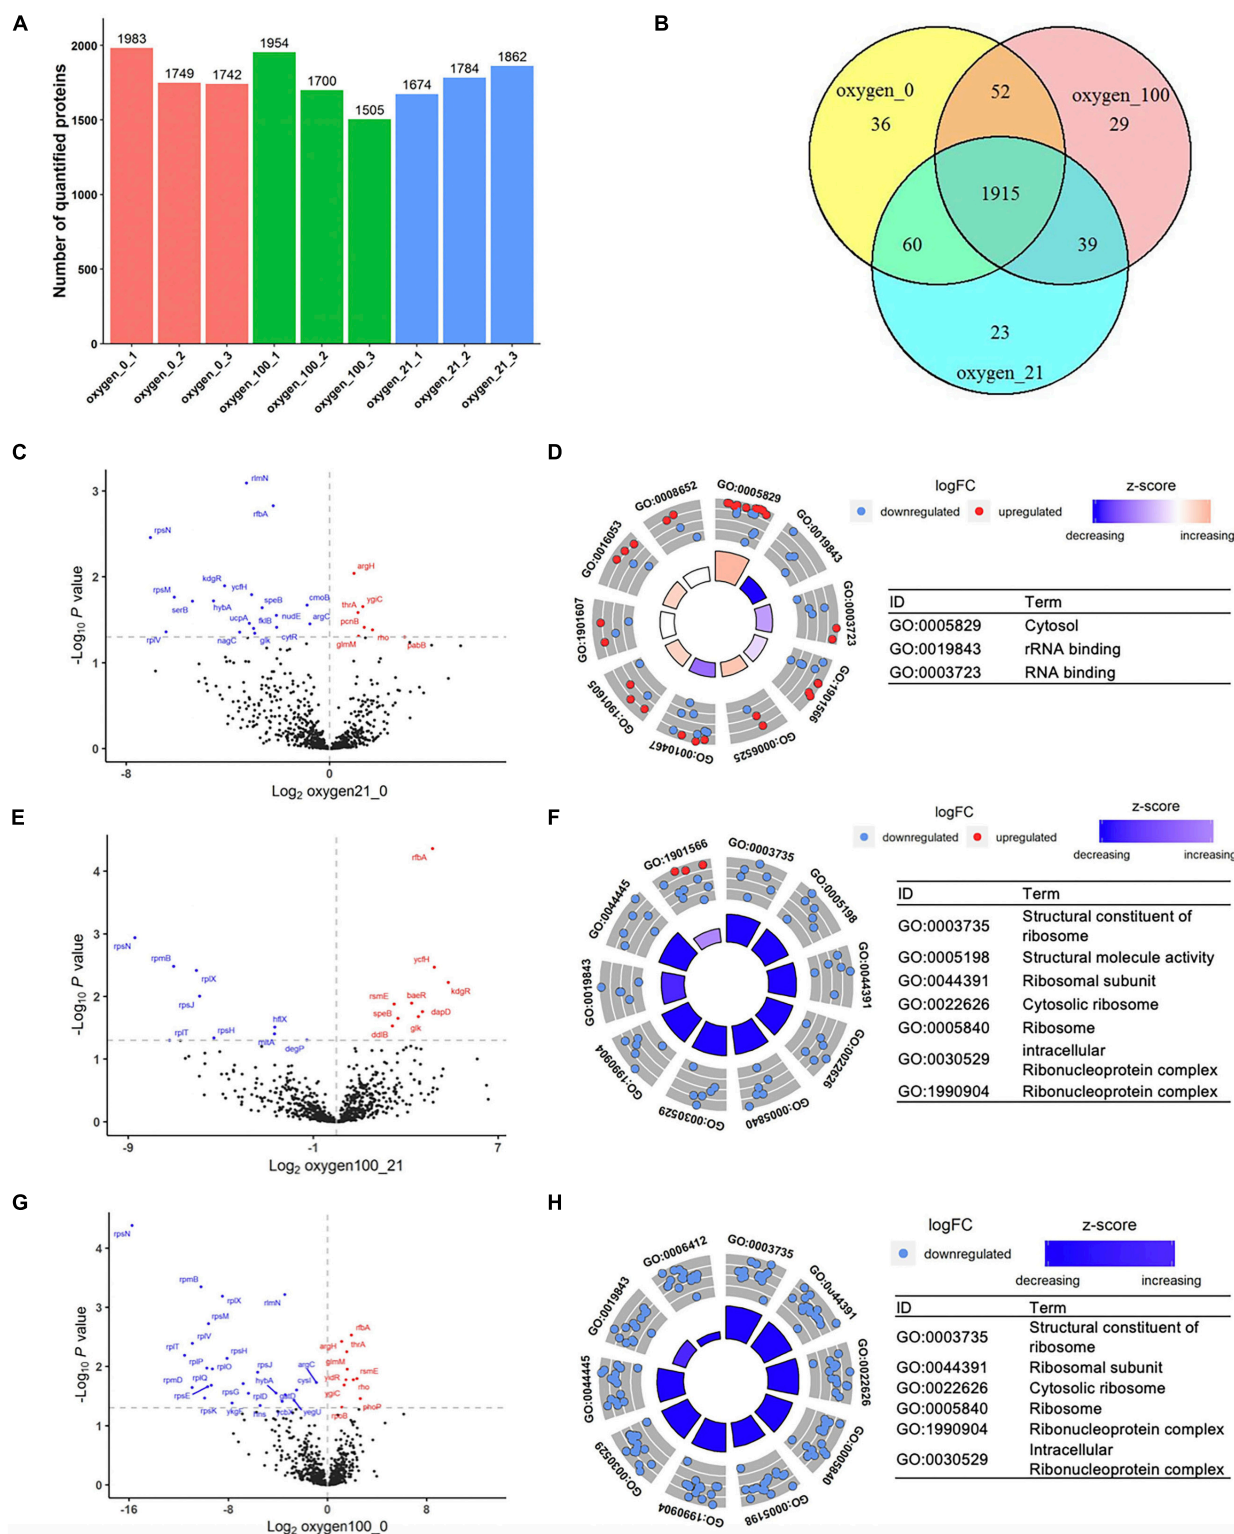 A
Number of quantified proteins
2000
1500
1000
500
0
1983
1749
1742
1954
1700
1505
1674
1784
1862
oxygen_0_1
oxygen_0_2
oxygen_0_3
oxygen_100_1
oxygen_100_2
oxygen_100_3
oxygen_21_1
oxygen_21_2
oxygen_21_3
B
oxygen_0
36
52
oxygen_100
29
1915
60
39
23
oxygen_21
C
-Log10 P value
3
2
1
0
-8
0
Log2 oxygen21_0
rlmN
rfbA
rpsN
kdgR
ycfH
rpsM
serB
hybA
speB
cmoB
ucpA
fklB
nudE
argC
rplV
nagC
glk
cytR
argH
thrA
ygiC
pcnB
rho
glmM
pabB
D
GO:0005829
GO:0019843
GO:0003723
GO:1901566
GO:0006525
GO:0010467
GO:1901605
GO:1901607
GO:0016053
GO:0008652
logFC
downregulated
upregulated
z-score
decreasing
increasing
ID Term
GO:0005829 Cytosol
GO:0019843 rRNA binding
GO:0003723 RNA binding
E
-Log10 P value
4
3
2
1
0
-9
-1
7
Log2 oxygen100_21
rfbA
rpsN
rpmB
rplX
rpsJ
rplT
rpsH
hflX
mltA
degP
ycfH
kdgR
rsmE
baeR
dapD
speB
glk
ddlB
F
GO:0003735
GO:0005198
GO:0044391
GO:0022626
GO:0005840
GO:0030529
GO:1990904
GO:0019843
GO:0044445
GO:1901566
logFC
downregulated
upregulated
z-score
decreasing
increasing
ID Term
GO:0003735 Structural constituent of
ribosome
GO:0005198 Structural molecule activity
GO:0044391 Ribosomal subunit
GO:0022626 Cytosolic ribosome
GO:0005840 Ribosome
GO:0030529 intracellular
Ribonucleoprotein complex
GO:1990904 Ribonucleoprotein complex
G
-Log10 P value
4
3
2
1
0
-16
-8
0
8
Log2 oxygen100_0
rpsN
rpmB
rplX
rlmN
rpsM
rplV
rplT
rpsH
rplP
rplO
rpsJ
argC
rplQ
rpmD
hybA
cysI
rpsE
rpsG
rplD
rpsK
rms
yegU
rfbA
argH
thrA
glmM
rsmE
yidR
rho
ygiC
phoP
rpoB
H
GO:0003735
GO:0u44391
GO:0022626
GO:0005840
GO:0005198
GO:1990904
GO:0030529
GO:0044445
GO:0019843
GO:0006412
logFC
downregulated
z-score
decreasing
increasing
ID Term
GO:0003735 Structural constituent of
ribosome
GO:0044391 Ribosomal subunit
GO:0022626 Cytosolic ribosome
GO:0005840 Ribosome
GO:1990904 Ribonucleoprotein complex
GO:0030529 Intracellular
Ribonucleoprotein complex